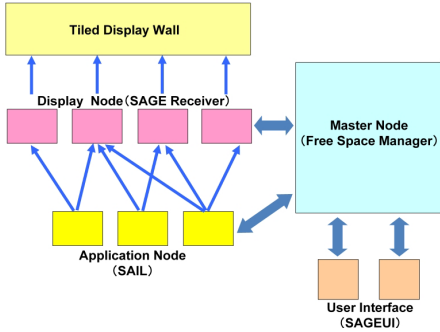 Tiled Display Wall
Display Node（SAGE Receiver）
Master Node
（Free Space Manager）
Application Node
（SAIL）
User Interface
（SAGEUI）